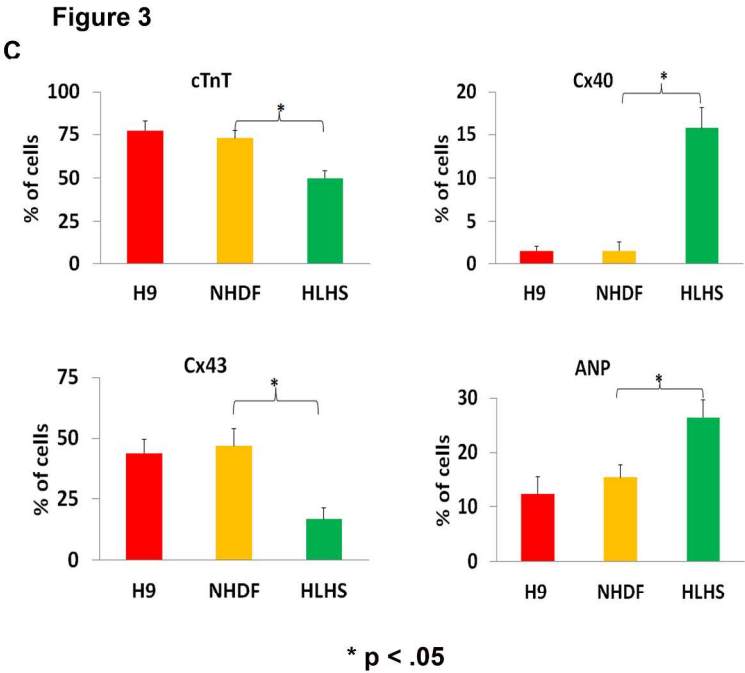 Figure 3
C
cTnT
*
% of cells
100
75
50
25
0
H9 NHDF HLHS
Cx40
*
% of cells
20
15
10
5
0
H9 NHDF HLHS
Cx43
*
% of cells
75
50
25
0
H9 NHDF HLHS
ANP
*
% of cells
30
20
10
0
H9 NHDF HLHS
* p < .05